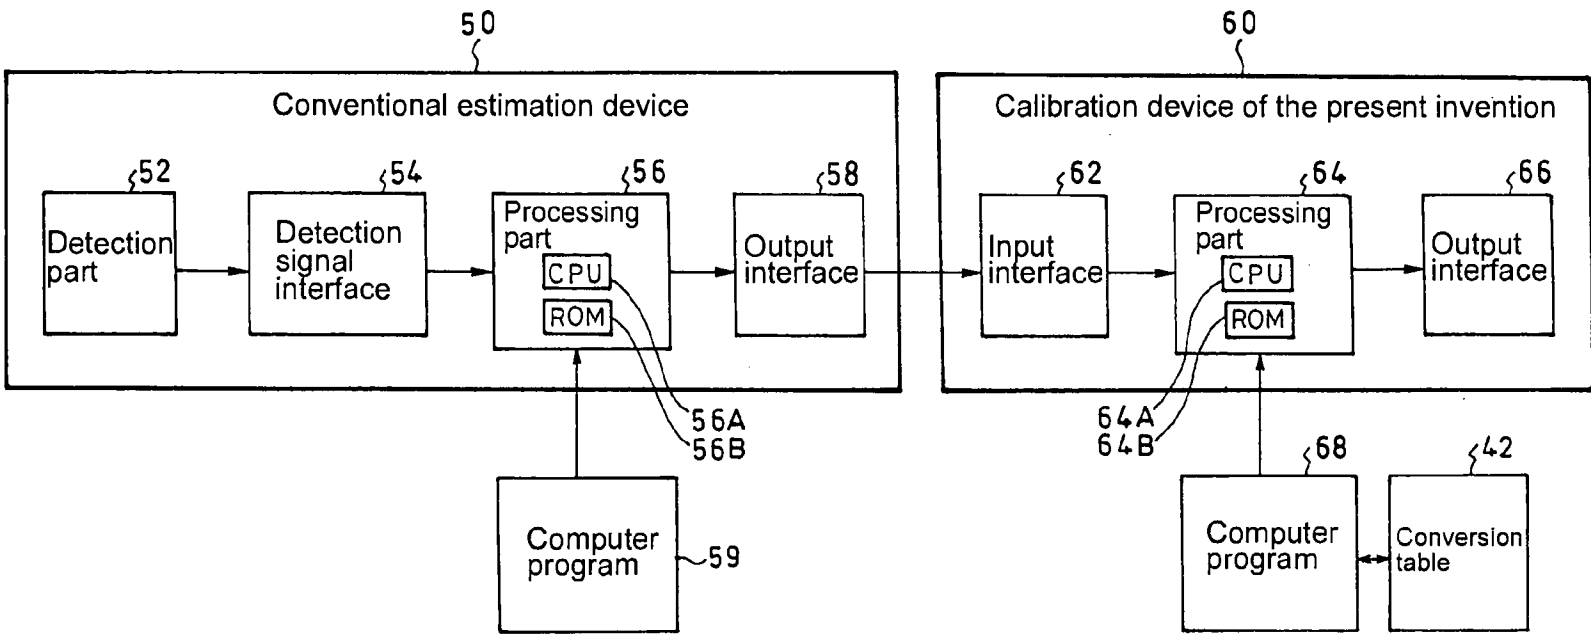 50
60
Conventional estimation device
Calibration device of the present invention
52
54
56
58
62
64
66
Detection
part
Detection
signal
interface
Processing
part
CPU
ROM
Output
interface
Input
interface
Processing
part
CPU
ROM
Output
interface
56A
56B
64A
64B
68
42
Computer
program
59
Computer
program
Conversion
table